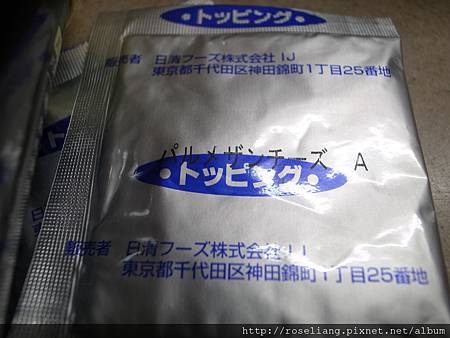 ・トッピング・
販売者 日清フーズ株式会社 IJ
東京都千代田区神田錦町1丁目25番地
パルメザンチーズ A
・トッピング・
販売者 日清フーズ株式会社 IJ
東京都千代田区神田錦町1丁目25番地
http://roseliang.pixnet.net/album